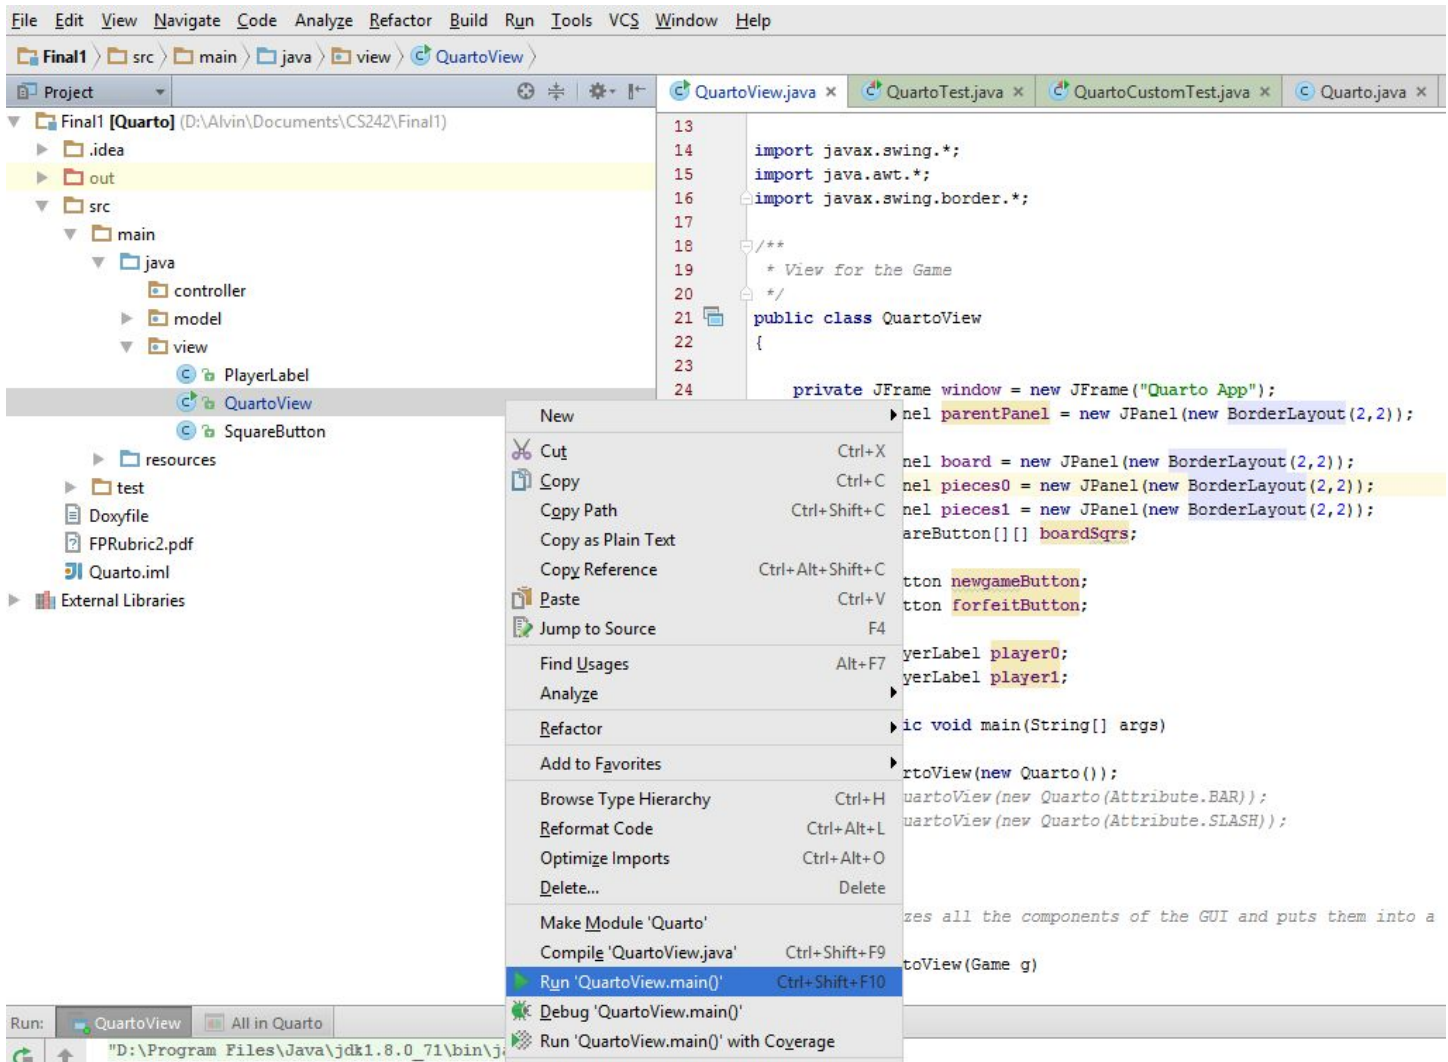 File Edit View Navigate Code Analyze Refactor Build Run Tools VCS Window Help
Final1 src main java view QuartoView
Project
QuartoView.java × QuartoTest.java × QuartoCustomTest.java × Quarto.java ×
Final1 [Quarto] (D:\Alvin\Documents\CS242\Final1)
.idea
out
src
main
java
controller
model
view
PlayerLabel
QuartoView
SquareButton
resources
test
Doxyfile
FPRubric2.pdf
Quarto.iml
External Libraries
13
14 import javax.swing.*;
15 import java.awt.*;
16 import javax.swing.border.*;
17
18 /**
19 * View for the Game
20 */
21 public class QuartoView
22 {
23
24 private JFrame window = new JFrame("Quarto App");
nel parentPanel = new JPanel(new BorderLayout(2,2));
nel board = new JPanel(new BorderLayout(2,2));
nel pieces0 = new JPanel(new BorderLayout(2,2));
nel pieces1 = new JPanel(new BorderLayout(2,2));
areButton[][] boardSqrs;
tton newgameButton;
tton forfeitButton;
yerLabel player0;
yerLabel player1;
ic void main(String[] args)
rtoView(new Quarto());
uartoView(new Quarto(Attribute.BAR));
uartoView(new Quarto(Attribute.SLASH));
zes all the components of the GUI and puts them into a
toView(Game g)
New
Cut Ctrl+X
Copy Ctrl+C
Copy Path Ctrl+Shift+C
Copy as Plain Text
Copy Reference Ctrl+Alt+Shift+C
Paste Ctrl+V
Jump to Source F4
Find Usages Alt+F7
Analyze
Refactor
Add to Favorites
Browse Type Hierarchy Ctrl+H
Reformat Code Ctrl+Alt+L
Optimize Imports Ctrl+Alt+O
Delete... Delete
Make Module 'Quarto'
Compile 'QuartoView.java' Ctrl+Shift+F9
Run 'QuartoView.main()' Ctrl+Shift+F10
Debug 'QuartoView.main()'
Run 'QuartoView.main()' with Coverage
Run: QuartoView All in Quarto
"D:\Program Files\Java\jdk1.8.0_71\bin\j